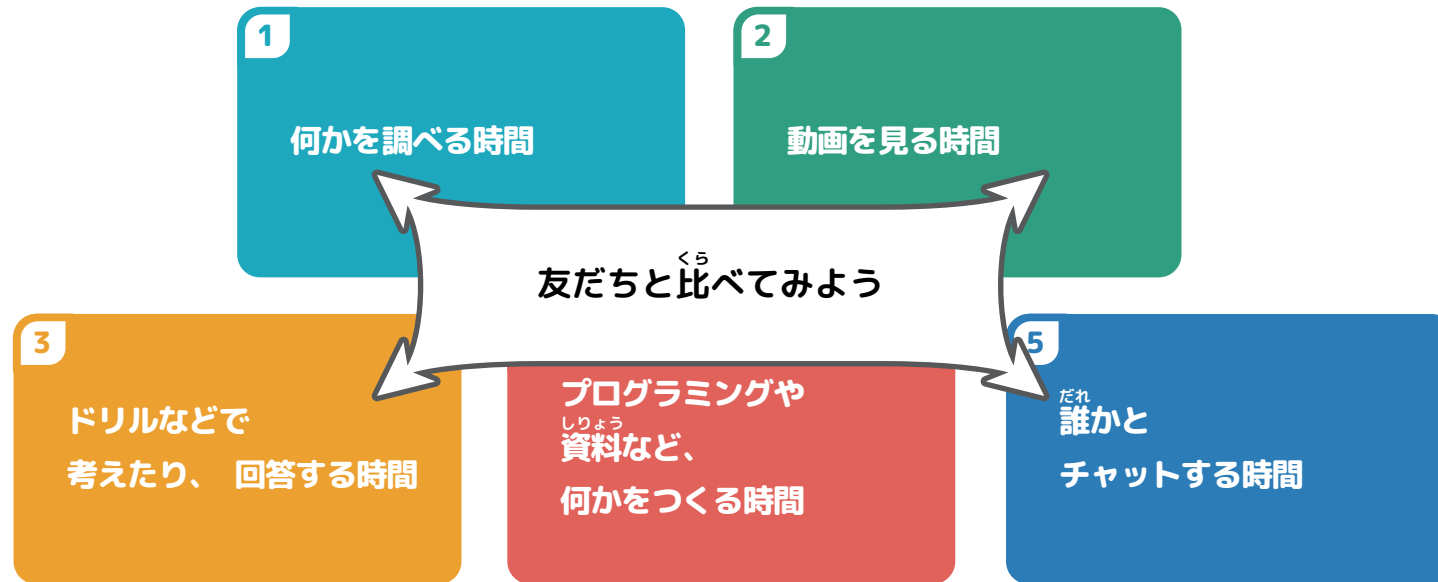 1
何かを調べる時間
2
動画を見る時間
くら
友だちと比べてみよう
3
ドリルなどで
考えたり、 回答する時間
プログラミングや
しりょう
資料など、
何かをつくる時間
5
だれ
誰かと
チャットする時間